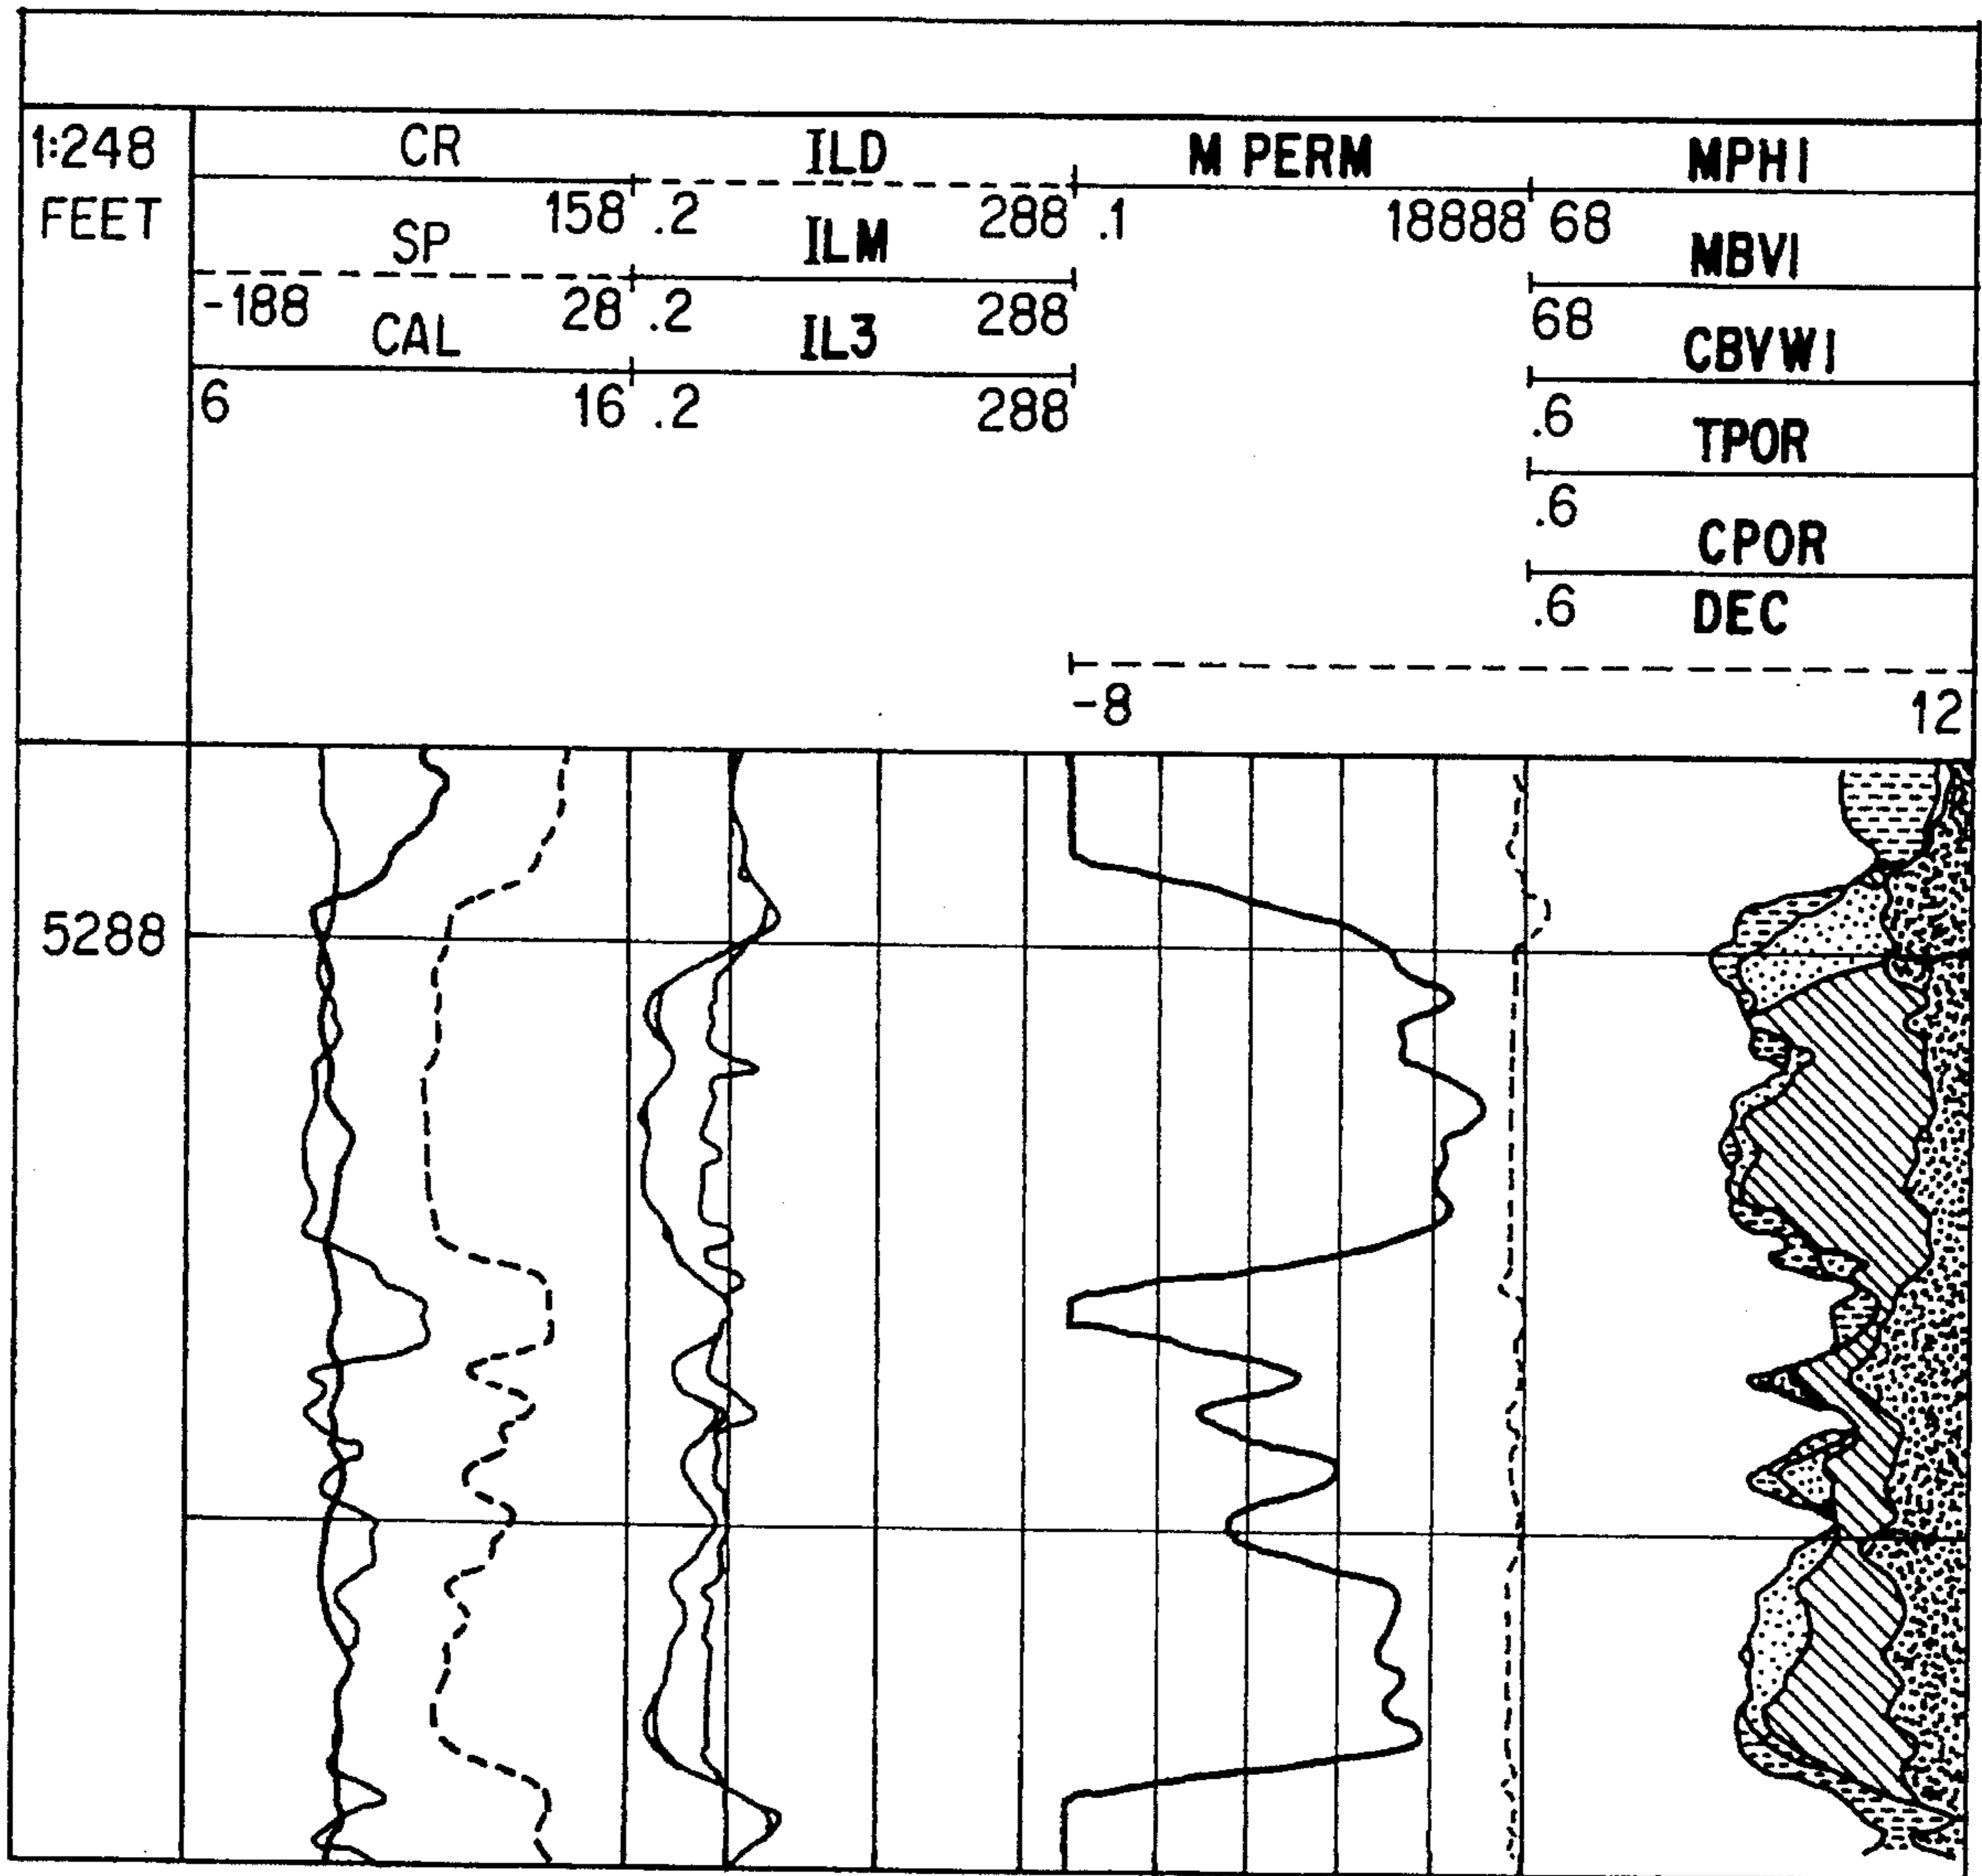 1:248 CR ILD M PERM MPHI
FEET 158 .2 288 .1 18888 68
SP ILM MBVI
-188 28 .2 288 68
CAL IL3 CBVWI
6 16 .2 288 .6
TPOR
.6
CPOR
.6 DEC
-8 12
5288